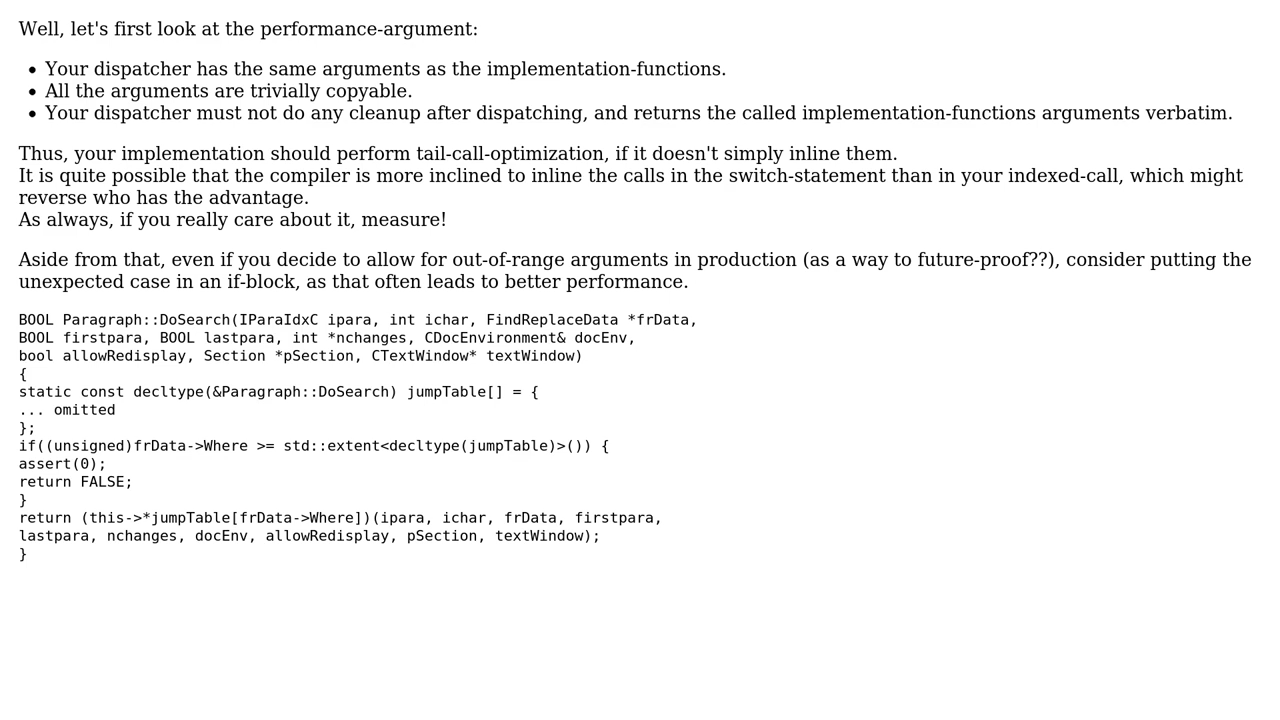 Well, let's first look at the performance-argument:
• Your dispatcher has the same arguments as the implementation-functions.
• All the arguments are trivially copyable.
• Your dispatcher must not do any cleanup after dispatching, and returns the called implementation-functions arguments verbatim.
Thus, your implementation should perform tail-call-optimization, if it doesn't simply inline them.
It is quite possible that the compiler is more inclined to inline the calls in the switch-statement than in your indexed-call, which might
reverse who has the advantage.
As always, if you really care about it, measure!
Aside from that, even if you decide to allow for out-of-range arguments in production (as a way to future-proof??), consider putting the
unexpected case in an if-block, as that often leads to better performance.
BOOL Paragraph::DoSearch(IParaIdxC ipara, int ichar, FindReplaceData *frData,
BOOL firstpara, BOOL lastpara, int *nchanges, CDocEnvironment& docEnv,
bool allowRedisplay, Section *pSection, CTextWindow* textWindow)
{
static const decltype(&Paragraph::DoSearch) jumpTable[] = {
... omitted
};
if((unsigned)frData->Where >= std::extent<decltype(jumpTable)>()) {
assert(0);
return FALSE;
}
return (this->*jumpTable[frData->Where])(ipara, ichar, frData, firstpara,
lastpara, nchanges, docEnv, allowRedisplay, pSection, textWindow);
}